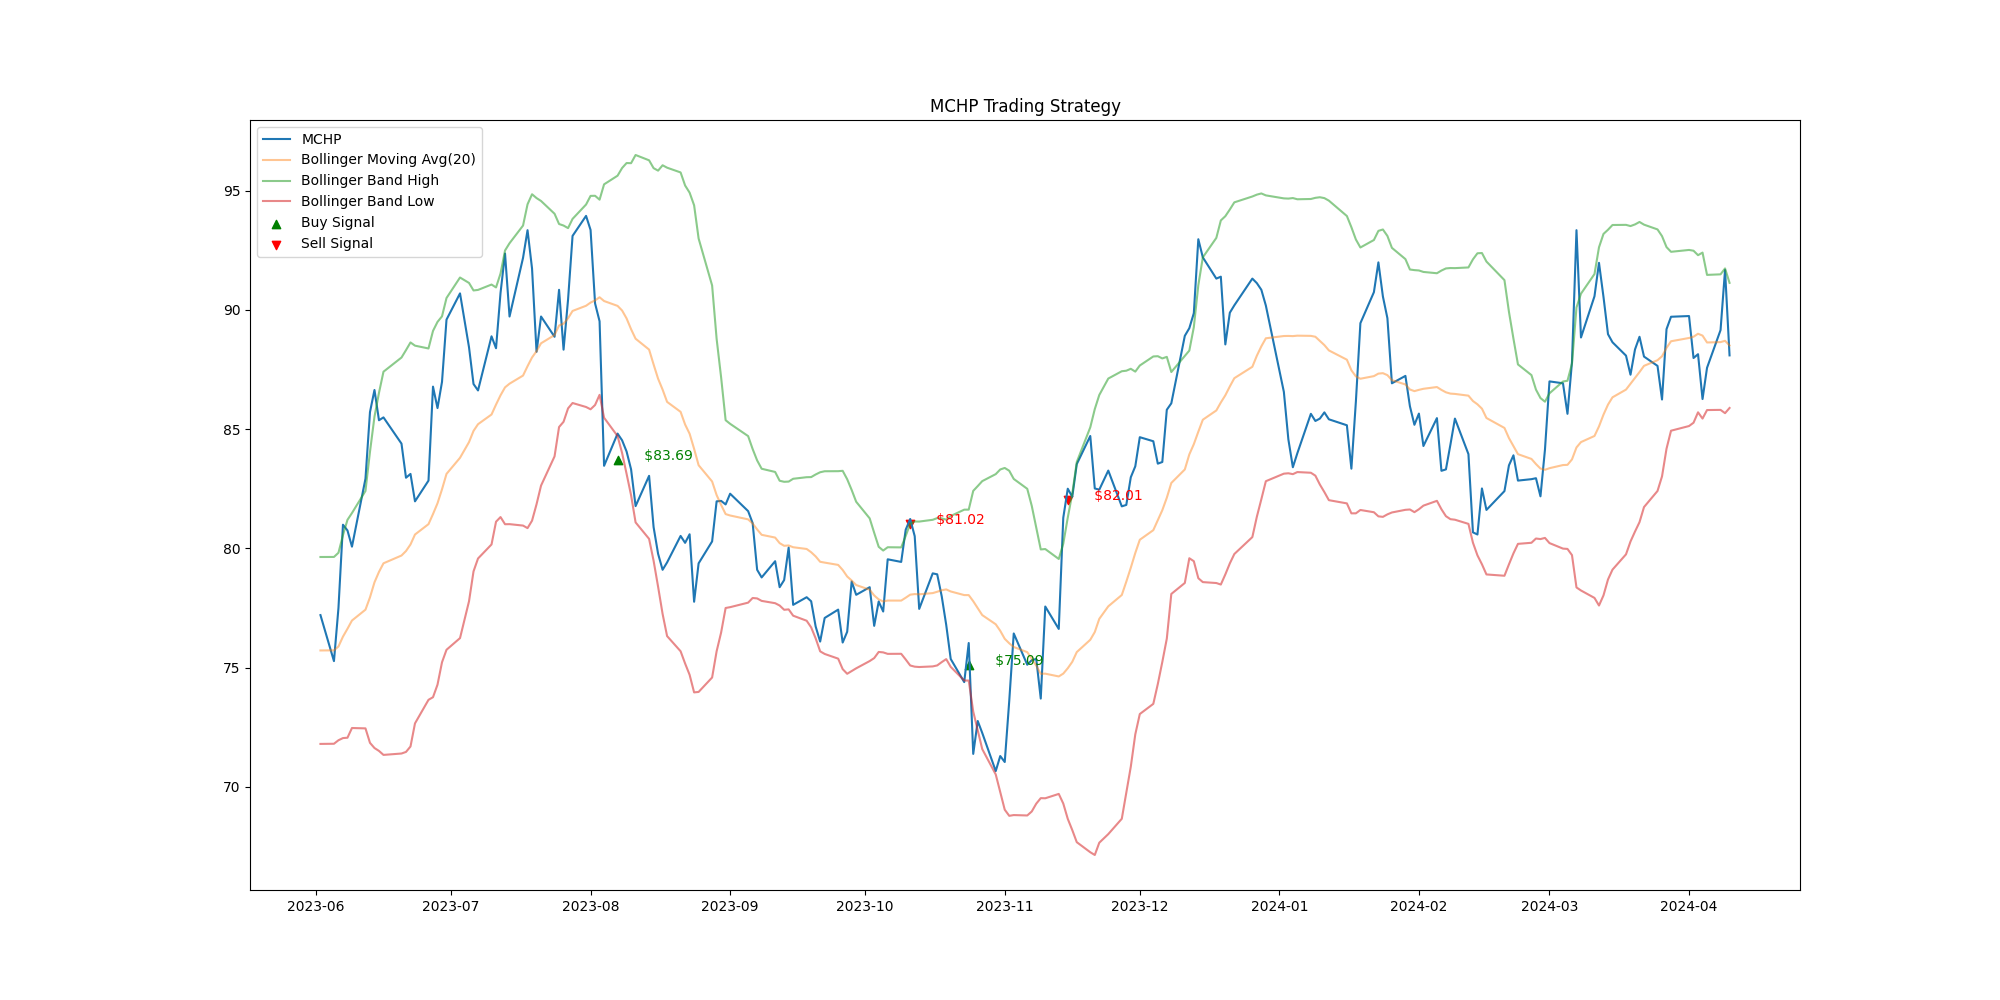 MCHP Trading Strategy
MCHP
Bollinger Moving Avg(20)
Bollinger Band High
Bollinger Band Low
Buy Signal
Sell Signal
95
90
85
80
75
70
$83.69
$82.01
$81.02
$75.09
2023-06 2023-07 2023-08 2023-09 2023-10 2023-11 2023-12 2024-01 2024-02 2024-03 2024-04